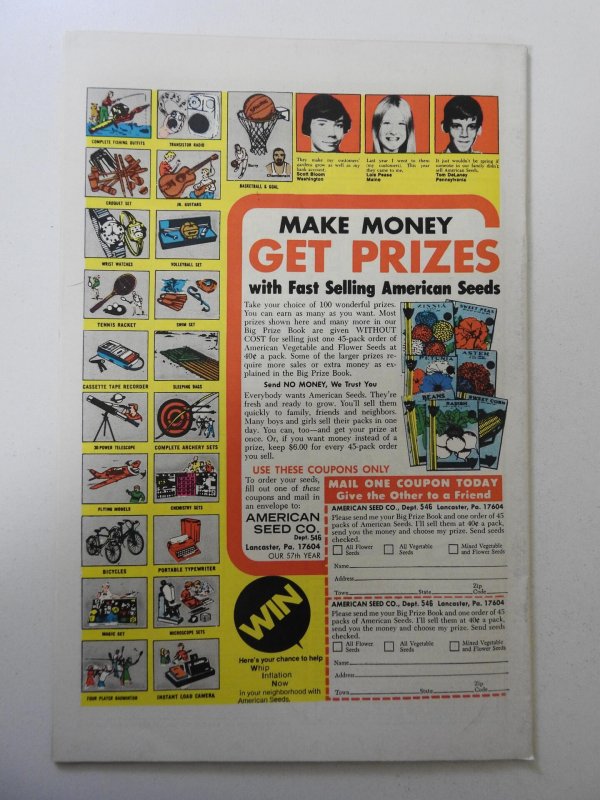 COMPLETE FISHING OUTFITS
TRANSISTOR RADIO
BASKETBALL & GOAL
CROQUET SET
JR. GUITARS
WRIST WATCHES
VOLLEYBALL SET
TENNIS RACKET
SWIM SET
CASSETTE TAPE RECORDER
SLEEPING BAGS
30-POWER TELESCOPE
COMPLETE ARCHERY SETS
FLYING MODELS
CHEMISTRY SETS
BICYCLES
PORTABLE TYPEWRITER
MAGIC SET
MICROSCOPE SETS
FOUR PLAYER BADMINTON
INSTANT LOAD CAMERA
They make my customers'
gardens grow as well as my
bank account.
Scott Bloom
Washington
Last year I went to them
my customers. This year
they came to me.
Lois Pease
Maine
It just wouldn't be spring if
someone in our family didn't
sell American Seeds.
Tom DeLaney
Pennsylvania
MAKE MONEY
GET PRIZES
with Fast Selling American Seeds
Take your choice of 100 wonderful prizes.
You can earn as many as you want. Most
prizes shown here and many more in our
Big Prize Book are given WITHOUT
COST for selling just one 45-pack order of
American Vegetable and Flower Seeds at
40¢ a pack. Some of the larger prizes re-
quire more sales or extra money as ex-
plained in the Big Prize Book.
Send NO MONEY, We Trust You
Everybody wants American Seeds. They're
fresh and ready to grow. You'll sell them
quickly to family, friends and neighbors.
Many boys and girls sell their packs in one
day. You can, too—and get your prize at
once. Or, if you want money instead of a
prize, keep $6.00 for every 45-pack order
you sell.
ZINNIA
SWEET PEAS
PETUNIA
ASTER
BEANS
RADISH
SWEET CORN
USE THESE COUPONS ONLY
To order your seeds,
fill out one of these
coupons and mail in
an envelope to:
AMERICAN
SEED CO.
Dept. 546
Lancaster, Pa. 17604
OUR 57th YEAR
MAIL ONE COUPON TODAY
Give the Other to a Friend
AMERICAN SEED CO., Dept. 546 Lancaster, Pa. 17604
Please send me your Big Prize Book and one order of 45
packs of American Seeds. I'll sell them at 40¢ a pack,
send you the money and choose my prize. Send seeds
checked.
All Flower Seeds
All Vegetable Seeds
Mixed Vegetable and Flower Seeds
Name
Address
Town State Zip Code
AMERICAN SEED CO., Dept. 546 Lancaster, Pa. 17604
Please send me your Big Prize Book and one order of 45
packs of American Seeds. I'll sell them at 40¢ a pack,
send you the money and choose my prize. Send seeds
checked.
All Flower Seeds
All Vegetable Seeds
Mixed Vegetable and Flower Seeds
Name
Address
Town State Zip Code
WIN
Here's your chance to help
Whip
Inflation
Now
in your neighborhood with
American Seeds.